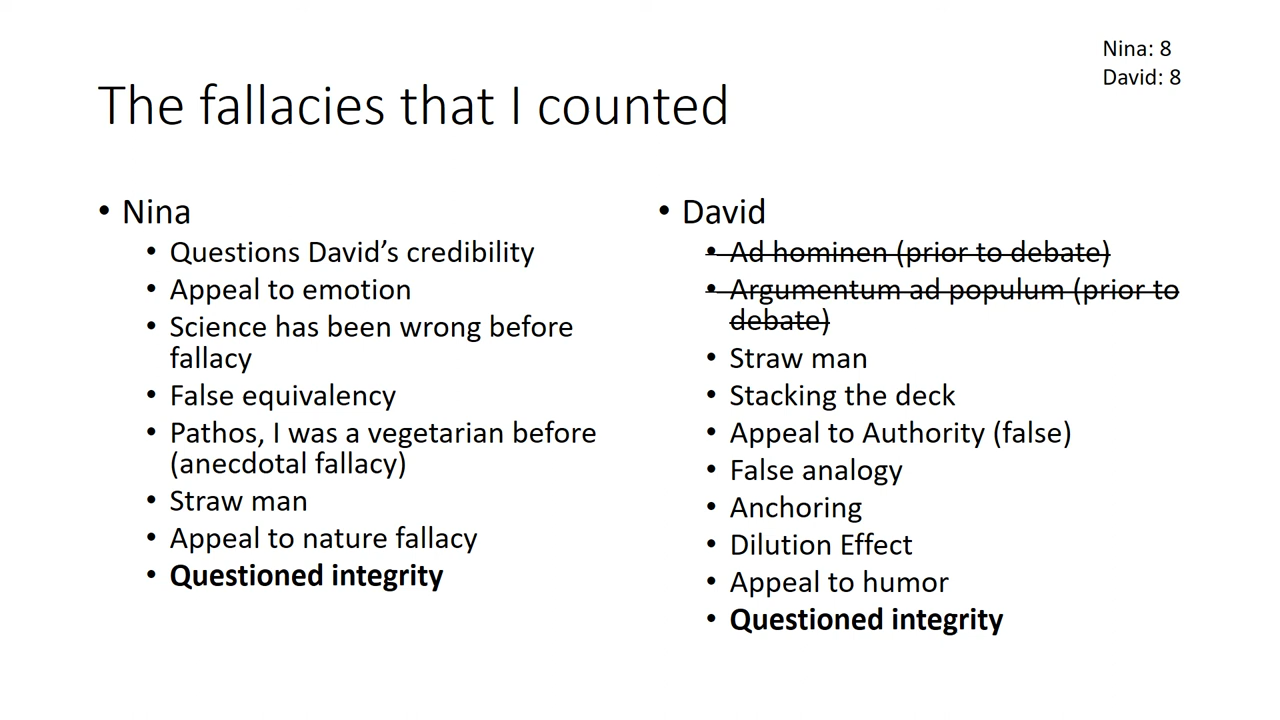 Nina: 8
David: 8
The fallacies that I counted
• Nina
• Questions David's credibility
• Appeal to emotion
• Science has been wrong before
fallacy
• False equivalency
• Pathos, I was a vegetarian before
(anecdotal fallacy)
• Straw man
• Appeal to nature fallacy
• Questioned integrity
• David
• Ad hominen (prior to debate)
• Argumentum ad populum (prior to
debate)
• Straw man
• Stacking the deck
• Appeal to Authority (false)
• False analogy
• Anchoring
• Dilution Effect
• Appeal to humor
• Questioned integrity